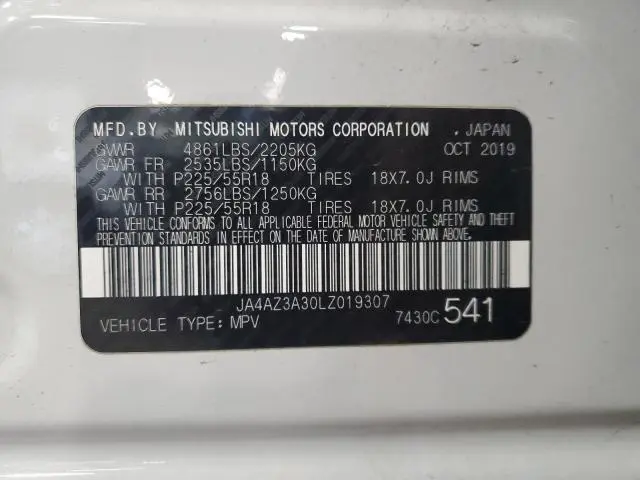 MFD.BY MITSUBISHI MOTORS CORPORATION . JAPAN
GVWR 4861LBS/2205KG OCT 2019
GAWR FR 2535LBS/1150KG
WITH P225/55R18 TIRES 18X7.0J RIMS
GAWR RR 2756LBS/1250KG
WITH P225/55R18 TIRES 18X7.0J RIMS
THIS VEHICLE CONFORMS TO ALL APPLICABLE FEDERAL MOTOR VEHICLE SAFETY AND THEFT
PREVENTION STANDARDS IN EFFECT ON THE DATE OF MANUFACTURE SHOWN ABOVE.
JA4AZ3A30LZ019307
VEHICLE TYPE: MPV 7430C 541